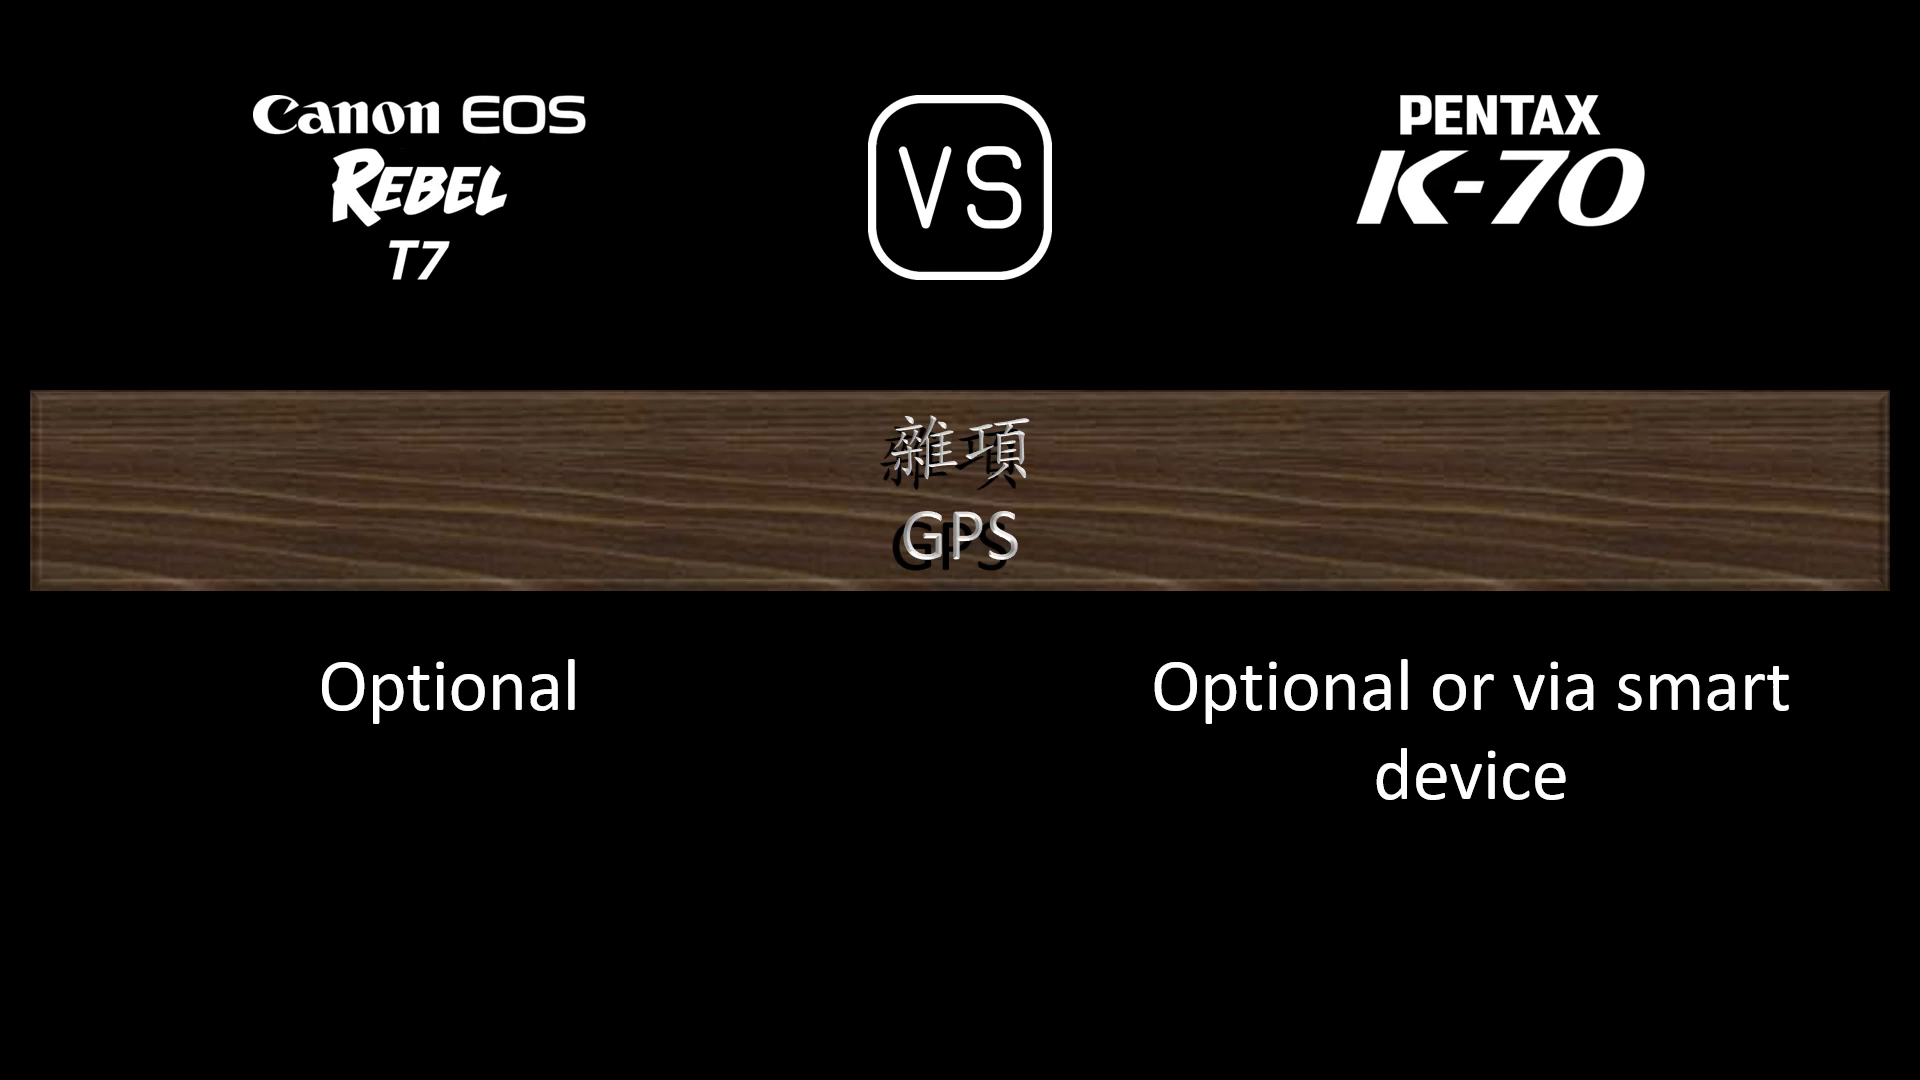 Canon EOS
REBEL
T7
VS
PENTAX
K-70
雜項
GPS
Optional
Optional or via smart
device